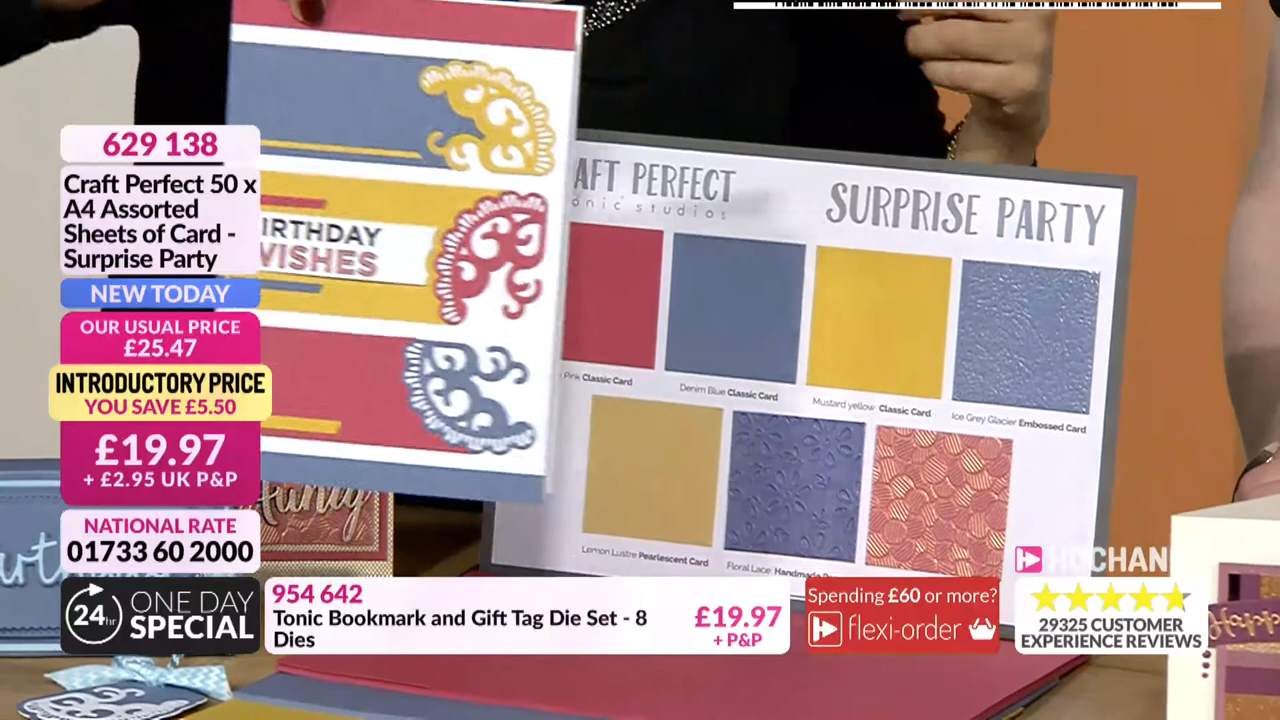 629 138
Craft Perfect 50 x
A4 Assorted
Sheets of Card -
Surprise Party
NEW TODAY
OUR USUAL PRICE
£25.47
INTRODUCTORY PRICE
YOU SAVE £5.50
£19.97
+ £2.95 UK P&P
NATIONAL RATE
01733 60 2000
24hr
ONE DAY
SPECIAL
954 642
Tonic Bookmark and Gift Tag Die Set - 8
Dies
£19.97
+ P&P
Spending £60 or more?
flexi-order
29325 CUSTOMER
EXPERIENCE REVIEWS
HOCHAN
IRTHDAY
WISHES
AFT PERFECT
onic studios
SURPRISE PARTY
Pink Classic Card
Denim Blue Classic Card
Mustard yellow Classic Card
Ice Grey Glacier Embossed Card
Lemon Lustre Pearlescent Card
Floral Lace Handmade
Happy